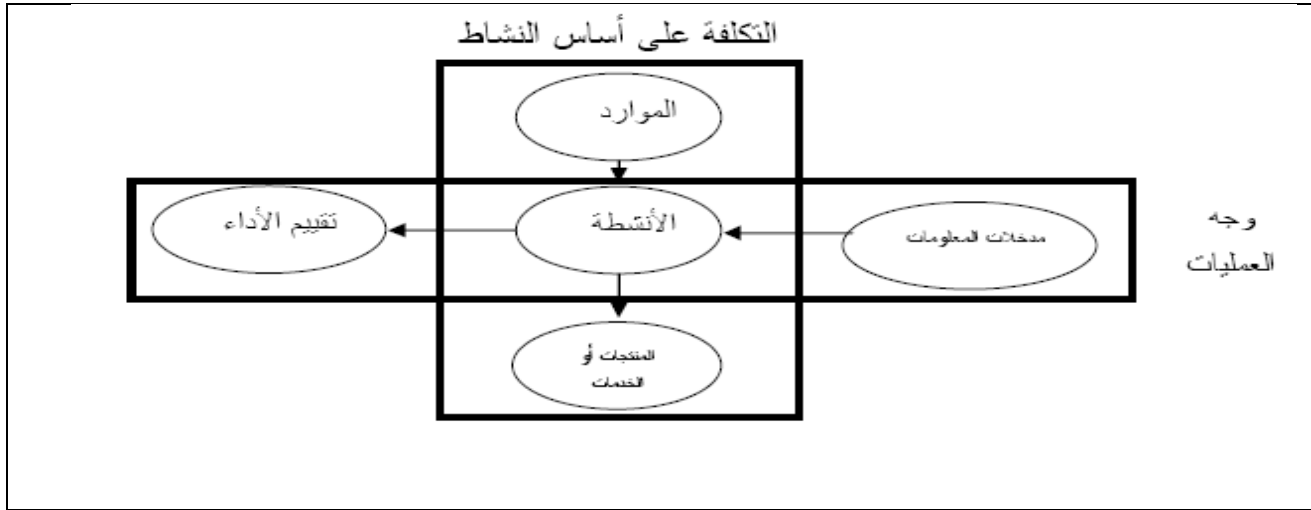 التكلفة على أساس النشاط
الموارد
وجه
العمليات
مدخلات المعلومات
الأنشطة
تقييم الأداء
المنتجات أو
الخدمات